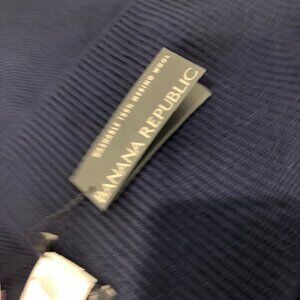 WASHABLE 100% MERINO WOOL
BANANA REPUBLIC